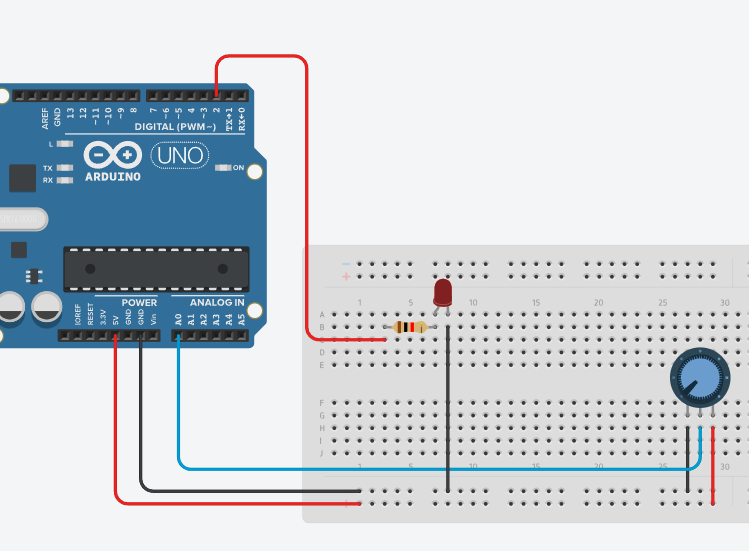 AREF GND 13 12 ~11 ~10 ~9 8 7 ~6 ~5 4 ~3 2 TX→1 RX←0
DIGITAL (PWM~)
L
TX
RX
UNO
ON
ARDUINO
POWER ANALOG IN
IOREF RESET 3.3V 5V GND GND Vin A0 A1 A2 A3 A4 A5
1 5 10 15 20 25 30
A
B
D
E
F
G
H
I
J
1 5 15 20 25 30